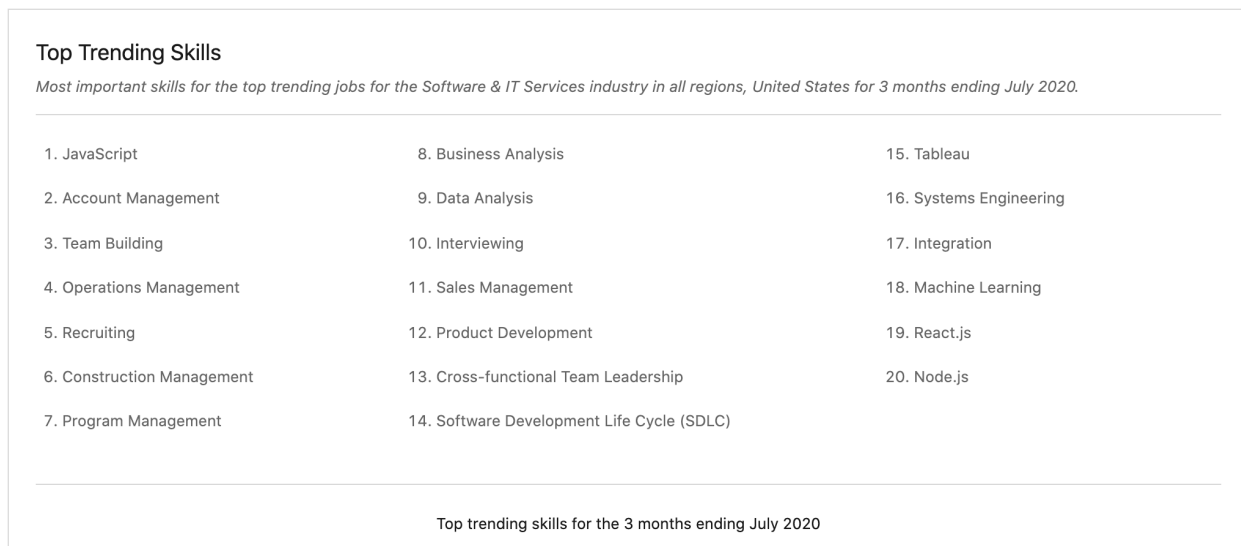 Top Trending Skills
Most important skills for the top trending jobs for the Software & IT Services industry in all regions, United States for 3 months ending July 2020.
1. JavaScript
2. Account Management
3. Team Building
4. Operations Management
5. Recruiting
6. Construction Management
7. Program Management
8. Business Analysis
9. Data Analysis
10. Interviewing
11. Sales Management
12. Product Development
13. Cross-functional Team Leadership
14. Software Development Life Cycle (SDLC)
15. Tableau
16. Systems Engineering
17. Integration
18. Machine Learning
19. React.js
20. Node.js
Top trending skills for the 3 months ending July 2020